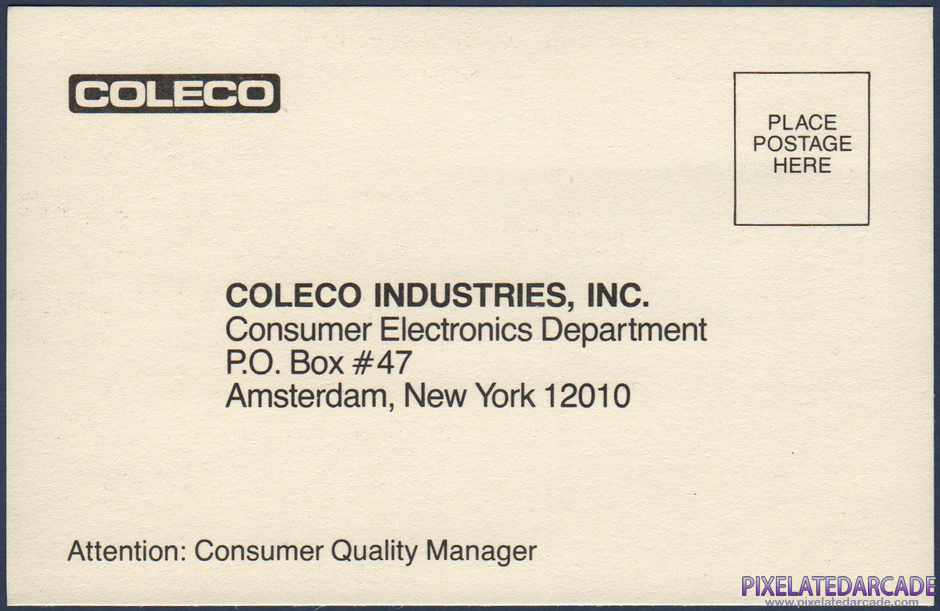 COLECO
PLACE
POSTAGE
HERE
COLECO INDUSTRIES, INC.
Consumer Electronics Department
P.O. Box #47
Amsterdam, New York 12010
Attention: Consumer Quality Manager
PIXELATEDARCADE
www.pixelatedarcade.com